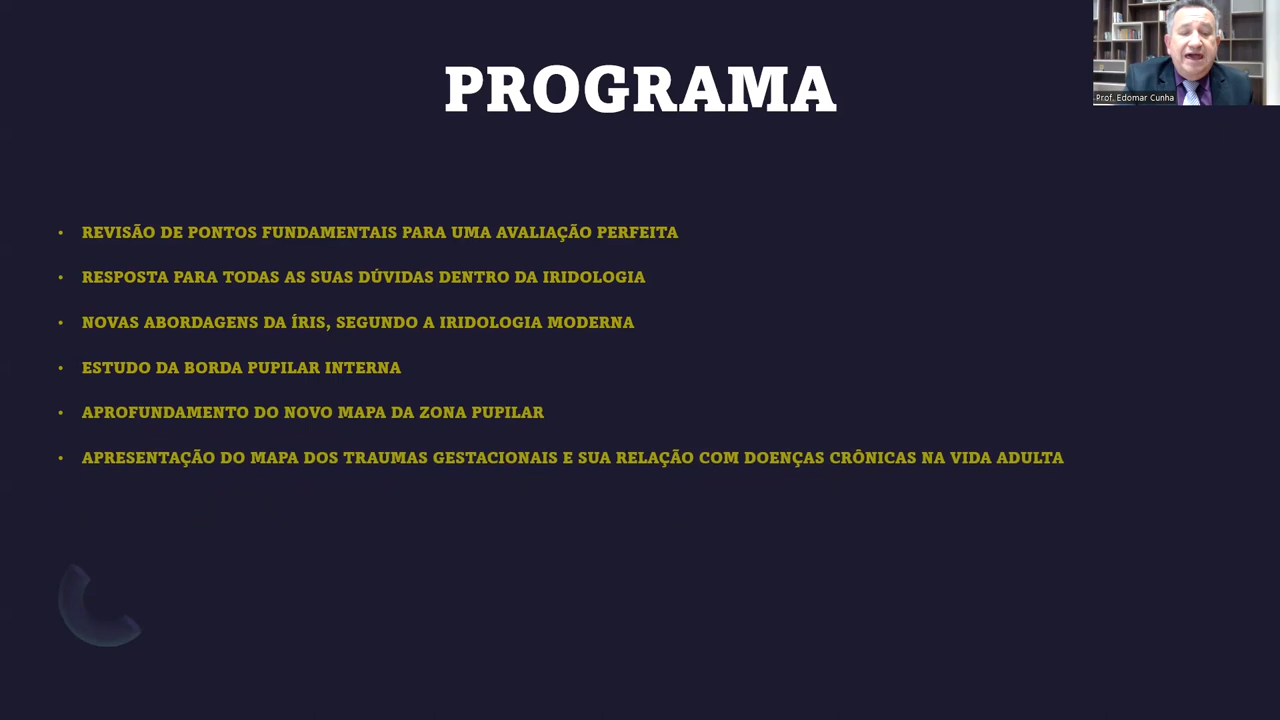 PROGRAMA
Prof. Edomar Cunha
• REVISÃO DE PONTOS FUNDAMENTAIS PARA UMA AVALIAÇÃO PERFEITA
• RESPOSTA PARA TODAS AS SUAS DÚVIDAS DENTRO DA IRIDOLOGIA
• NOVAS ABORDAGENS DA ÍRIS, SEGUNDO A IRIDOLOGIA MODERNA
• ESTUDO DA BORDA PUPILAR INTERNA
• APROFUNDAMENTO DO NOVO MAPA DA ZONA PUPILAR
• APRESENTAÇÃO DO MAPA DOS TRAUMAS GESTACIONAIS E SUA RELAÇÃO COM DOENÇAS CRÔNICAS NA VIDA ADULTA